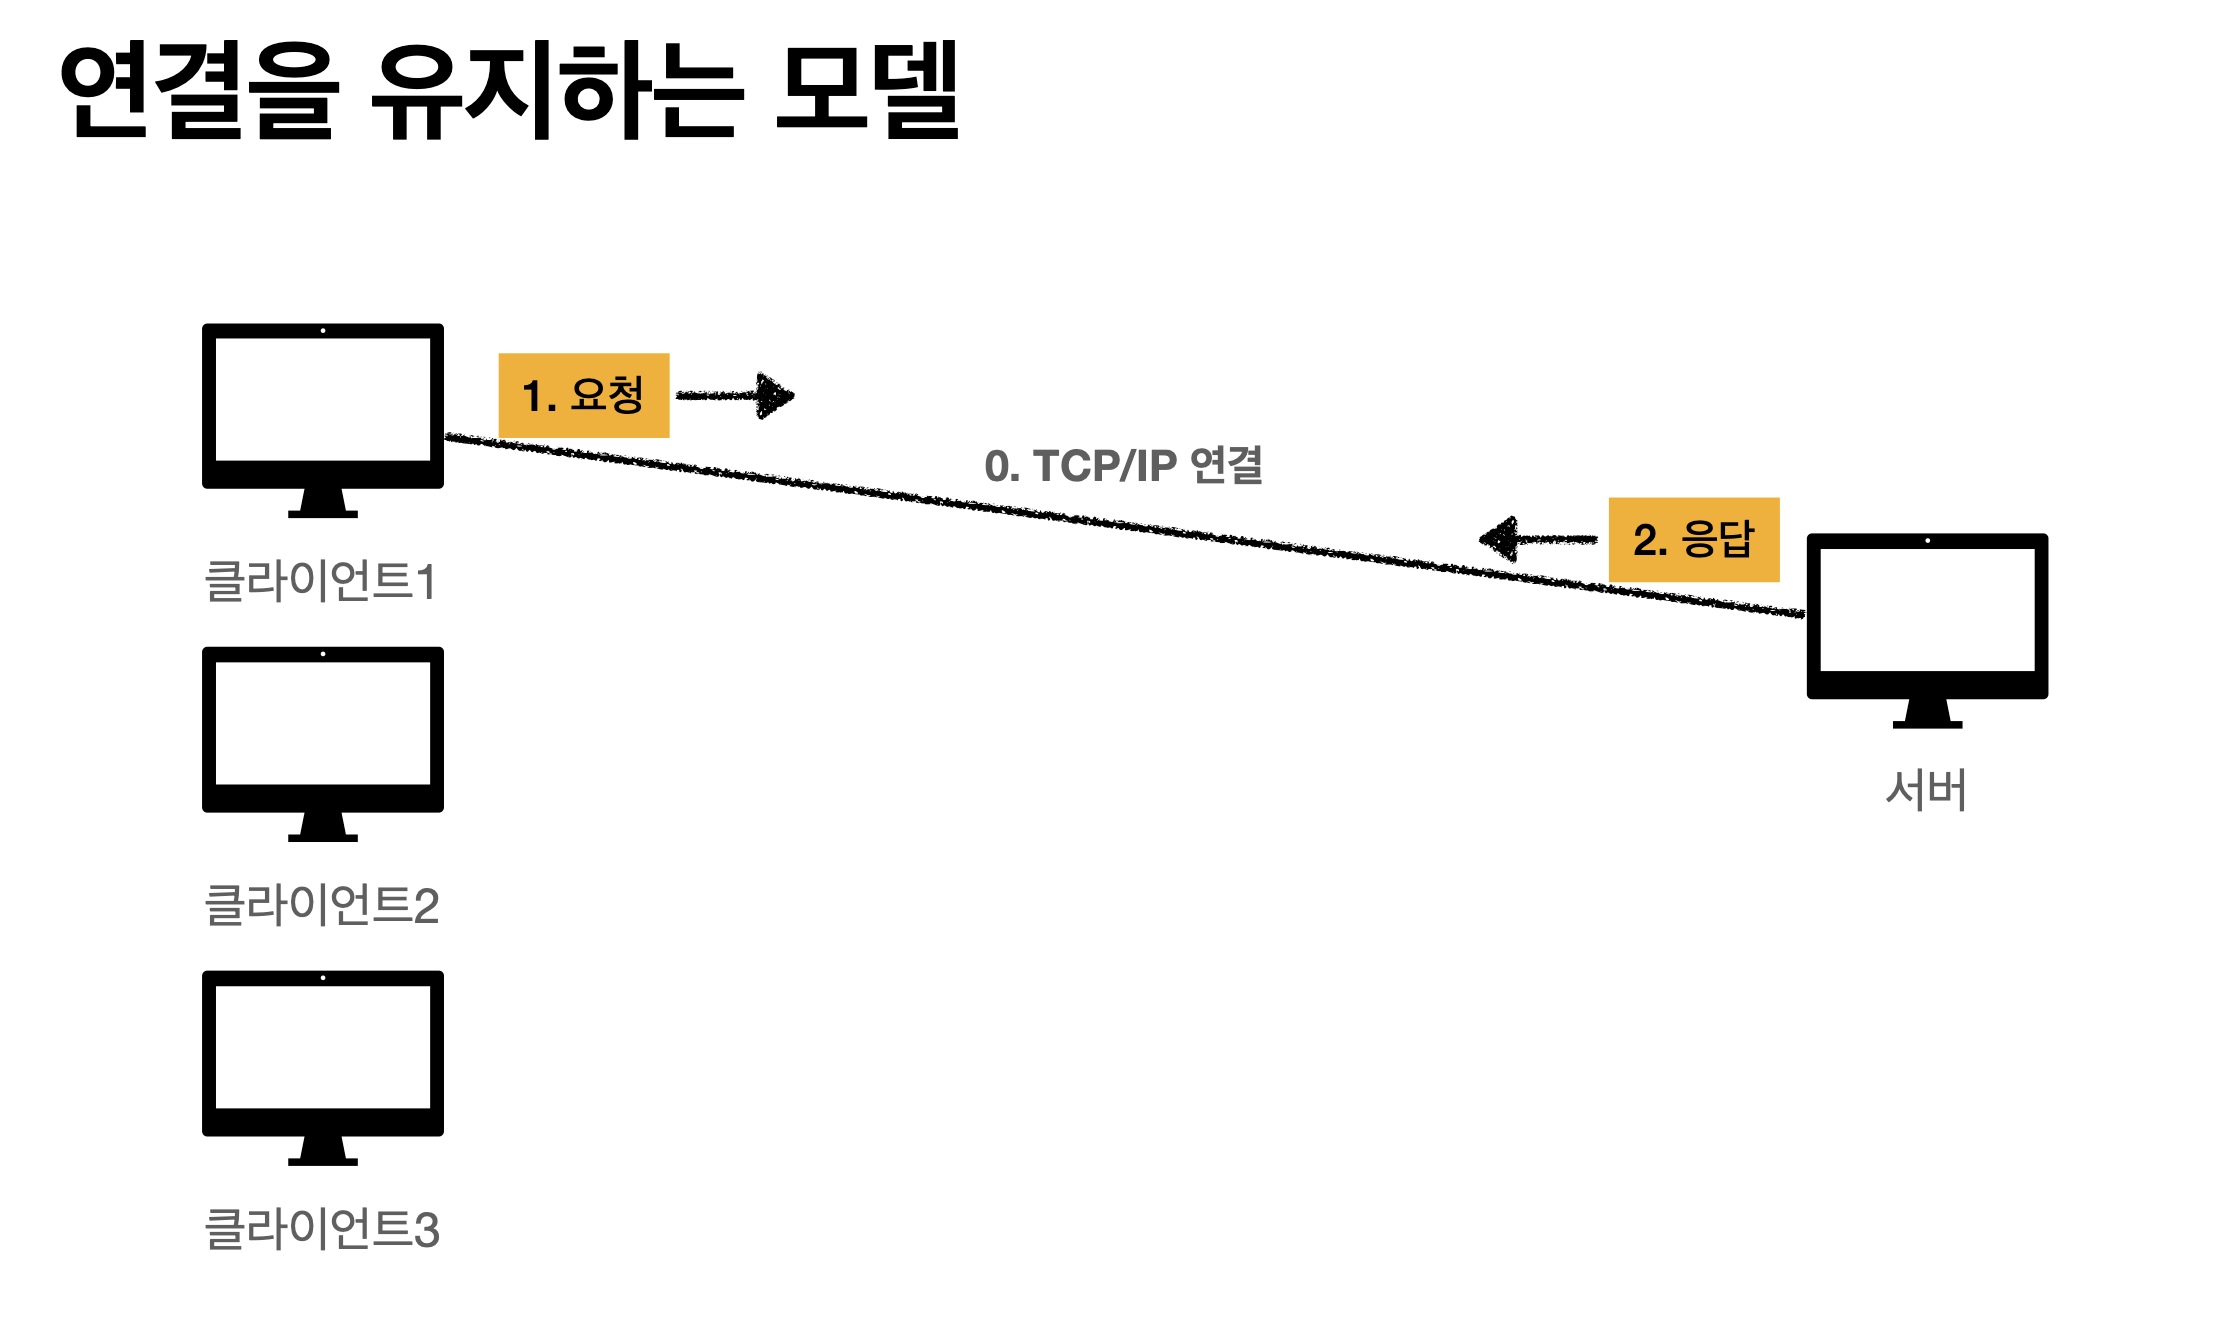 연결을 유지하는 모델
1. 요청
0. TCP/IP 연결
2. 응답
클라이언트1
서버
클라이언트2
클라이언트3